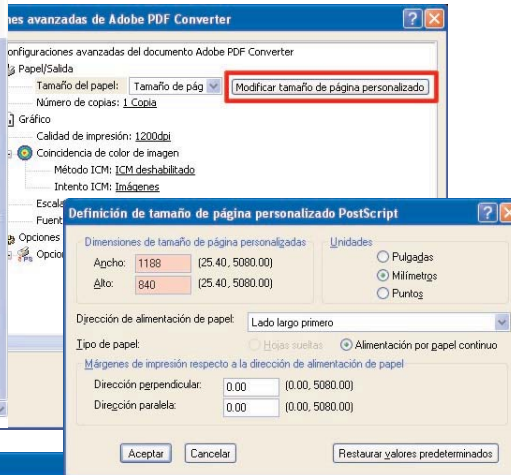 nes avanzadas de Adobe PDF Converter
onfiguraciones avanzadas del documento Adobe PDF Converter
Papel/Salida
Tamaño del papel: Tamaño de pág Modificar tamaño de página personalizado
Número de copias: 1 Copia
Gráfico
Calidad de impresión: 1200dpi
Coincidencia de color de imagen
Método ICM: ICM deshabilitado
Intento ICM: Imágenes
Escala
Fuent
Opciones
Opcion
Definición de tamaño de página personalizado PostScript
Dimensiones de tamaño de página personalizadas Unidades
Ancho: 1188 (25.40, 5080.00) Pulgadas
Milímetros
Alto: 840 (25.40, 5080.00) Puntos
Dirección de alimentación de papel: Lado largo primero
Tipo de papel: Hojas sueltas Alimentación por papel continuo
Márgenes de impresión respecto a la dirección de alimentación de papel
Dirección perpendicular: 0.00 (0.00, 5080.00)
Dirección paralela: 0.00 (0.00, 5080.00)
Aceptar Cancelar Restaurar valores predeterminados